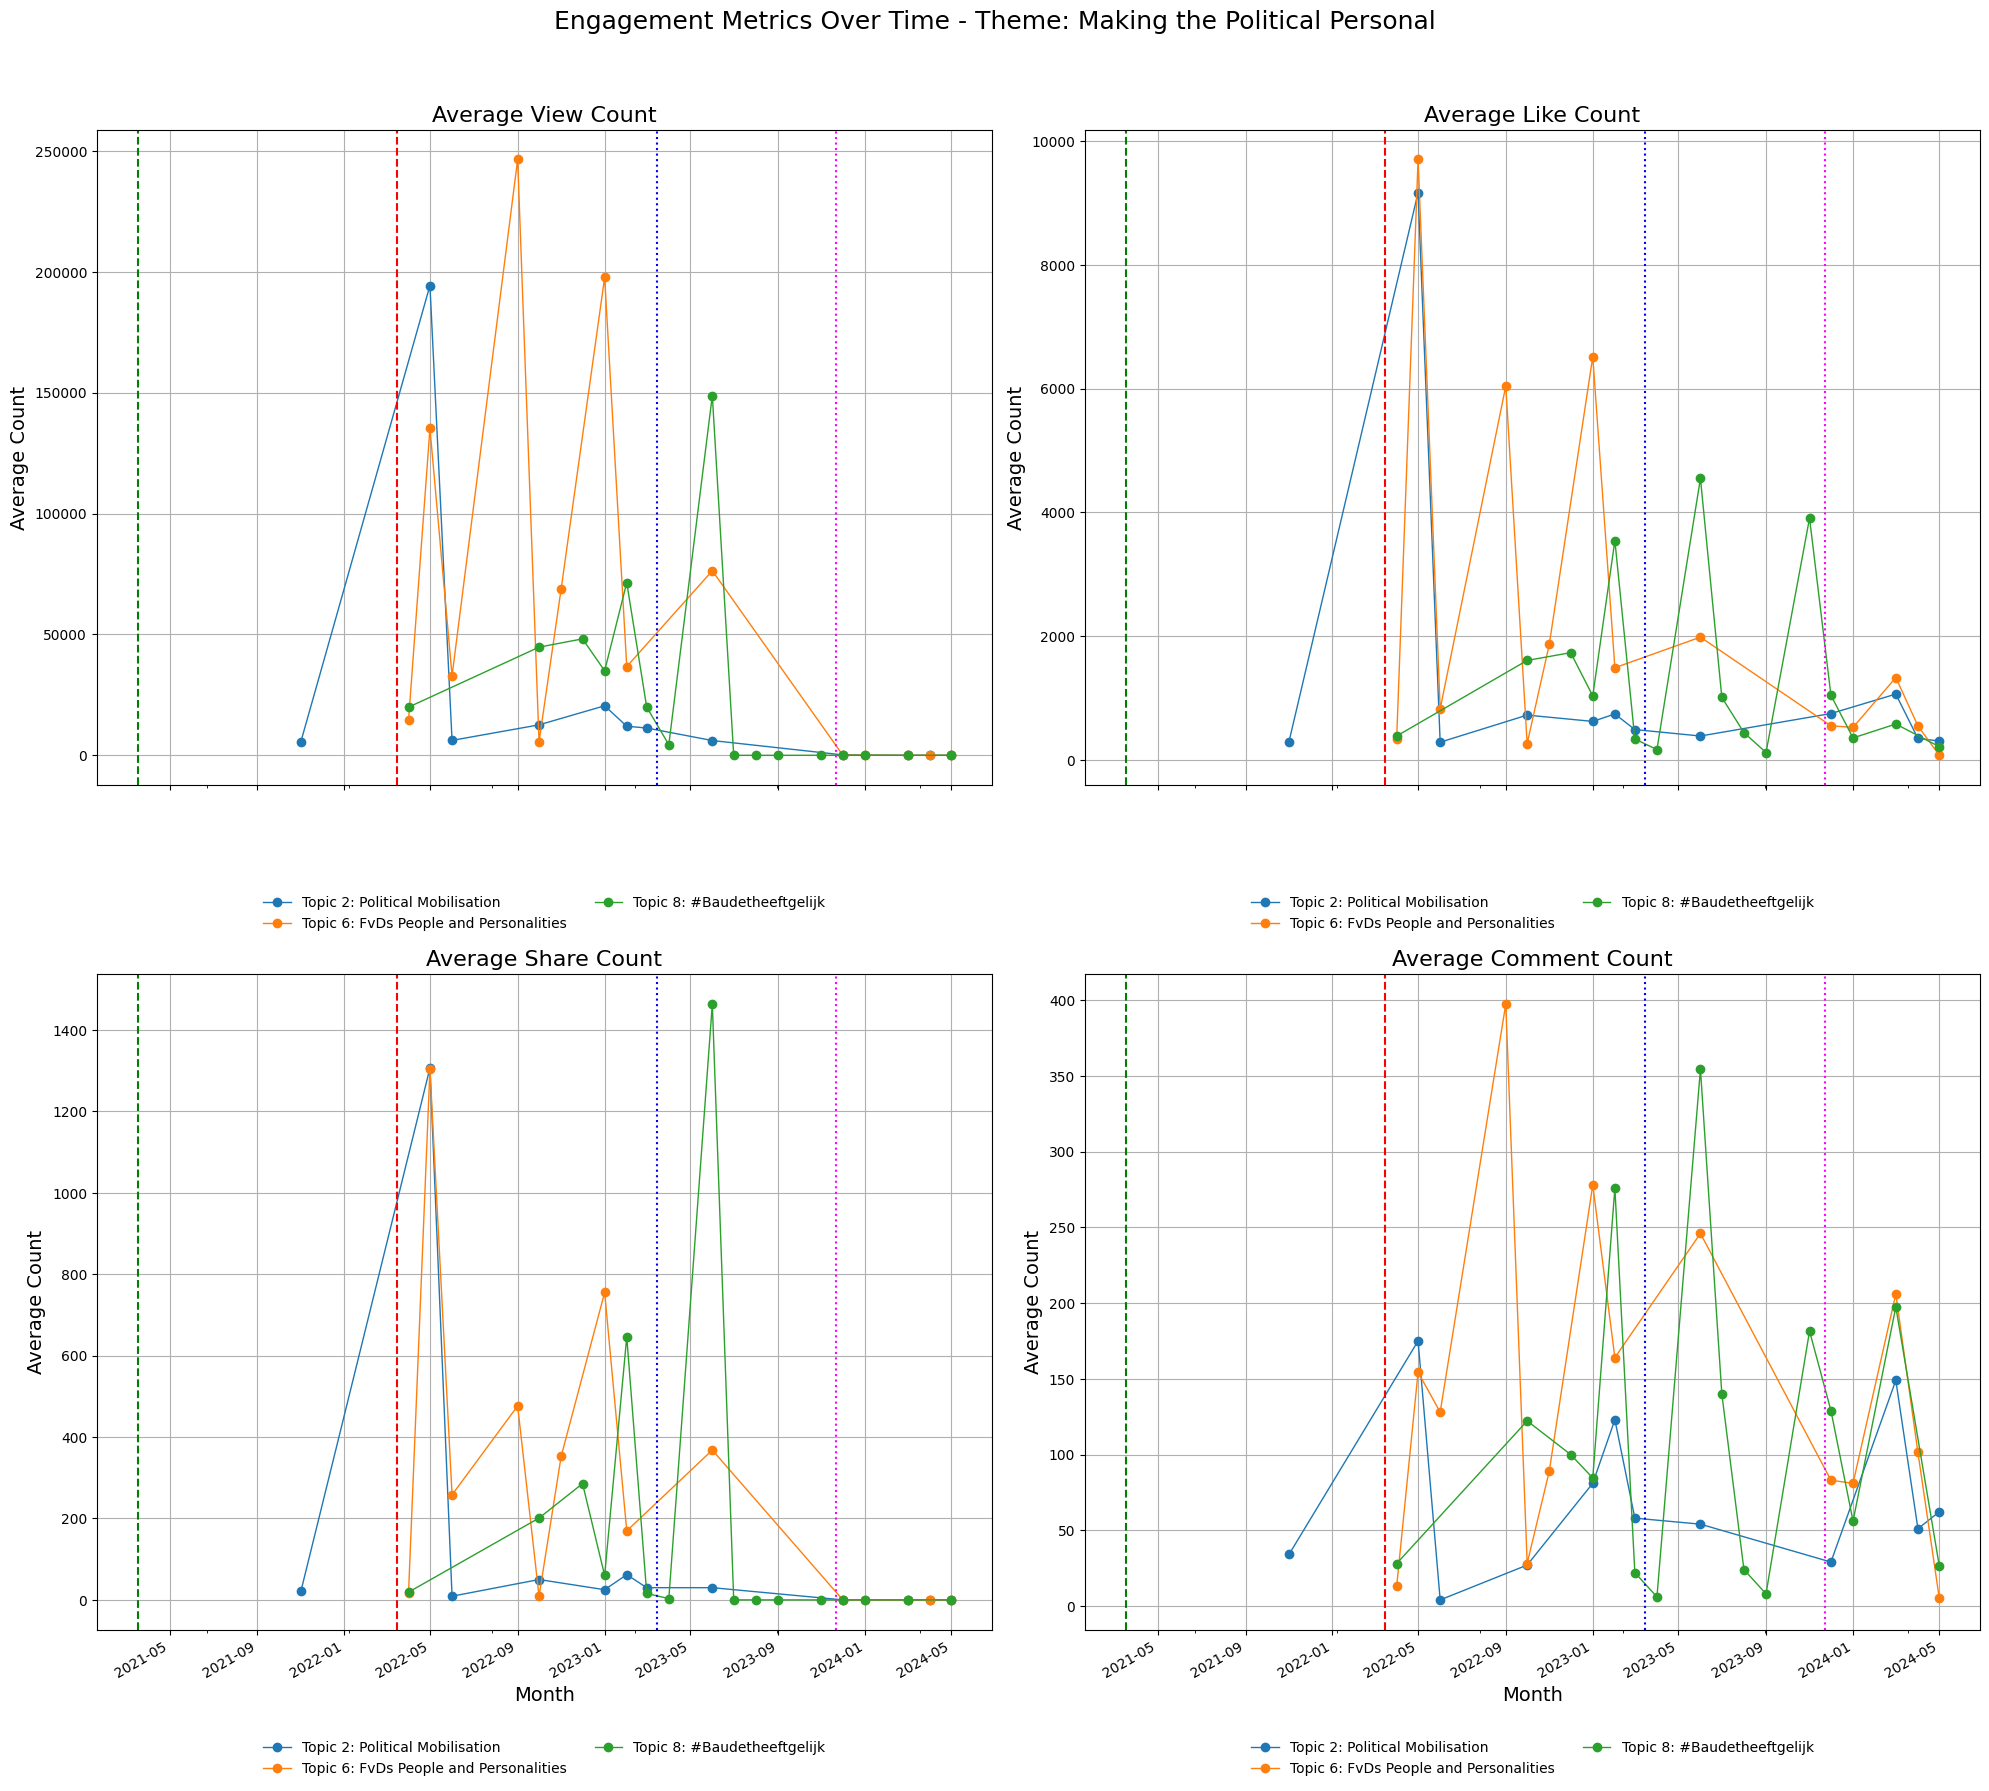 Engagement Metrics Over Time - Theme: Making the Political Personal
Average View Count
Average Count
250000
200000
150000
100000
50000
0
Topic 2: Political Mobilisation
Topic 6: FvDs People and Personalities
Topic 8: #Baudetheeftgelijk
Average Like Count
Average Count
10000
8000
6000
4000
2000
0
Topic 2: Political Mobilisation
Topic 6: FvDs People and Personalities
Topic 8: #Baudetheeftgelijk
Average Share Count
Average Count
1400
1200
1000
800
600
400
200
0
2021-05
2021-09
2022-01
2022-05
2022-09
2023-01
2023-05
2023-09
2024-01
2024-05
Month
Topic 2: Political Mobilisation
Topic 6: FvDs People and Personalities
Topic 8: #Baudetheeftgelijk
Average Comment Count
Average Count
400
350
300
250
200
150
100
50
0
2021-05
2021-09
2022-01
2022-05
2022-09
2023-01
2023-05
2023-09
2024-01
2024-05
Month
Topic 2: Political Mobilisation
Topic 6: FvDs People and Personalities
Topic 8: #Baudetheeftgelijk